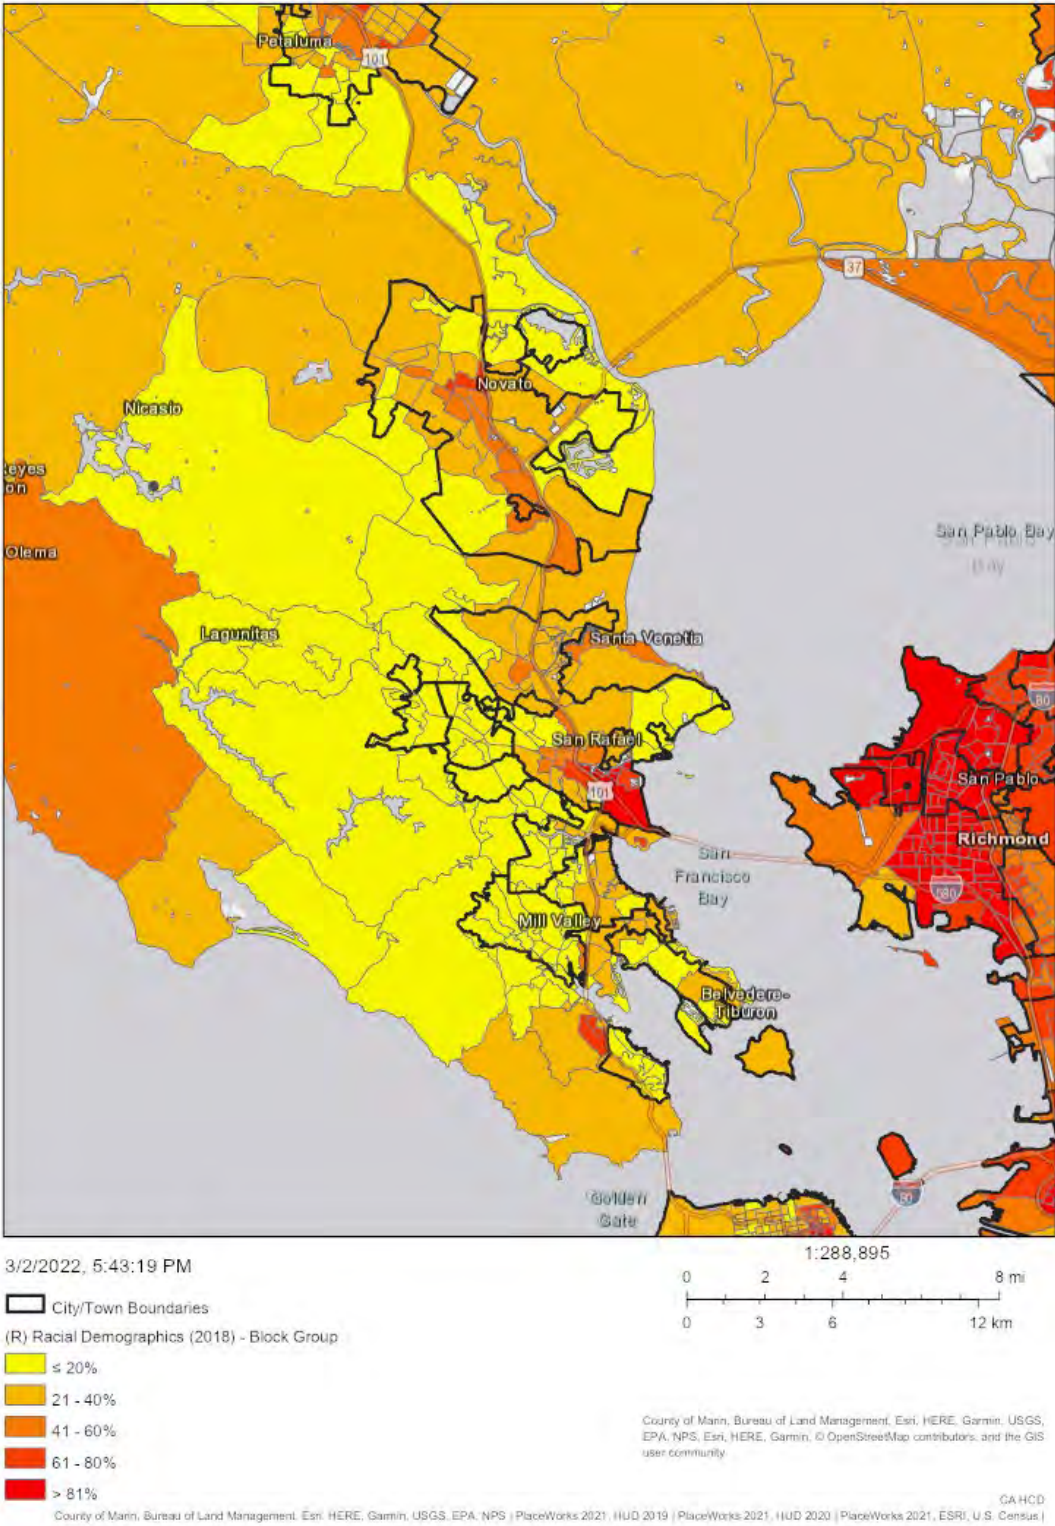 Petaluma
101
37
Novato
Nicasio
eyes
on
San Pablo Bay
Olema
Bay
Lagunitas
Santa Venetia
80
San Rafael
San Pablo
101
Richmond
San
Francisco
Bay
580
Mill Valley
Belvedere-
Tiburon
Golden
Gate
80
3/2/2022, 5:43:19 PM
1:288,895
0 2 4 8 mi
0 3 6 12 km
City/Town Boundaries
(R) Racial Demographics (2018) - Block Group
≤ 20%
21 - 40%
41 - 60%
61 - 80%
> 81%
County of Marin, Bureau of Land Management, Esri, HERE, Garmin, USGS,
EPA, NPS, Esri, HERE, Garmin, © OpenStreetMap contributors, and the GIS
user community
CA HCD
County of Marin, Bureau of Land Management, Esri, HERE, Garmin, USGS, EPA, NPS | PlaceWorks 2021, HUD 2019 | PlaceWorks 2021, HUD 2020 | PlaceWorks 2021, ESRI, U.S. Census |